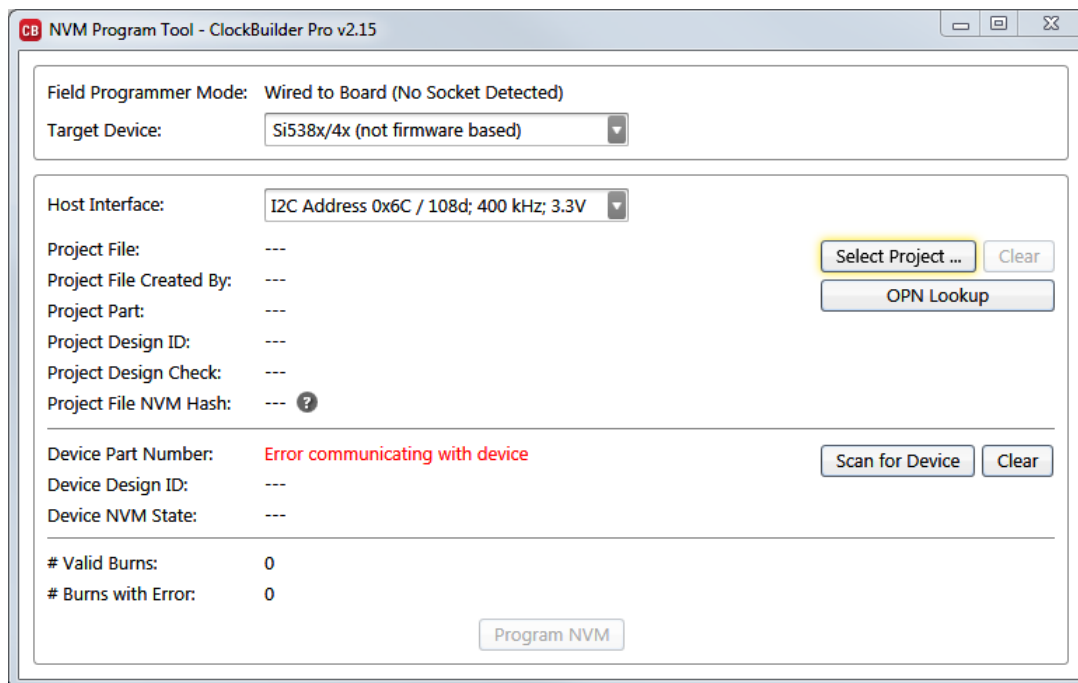 CB NVM Program Tool - ClockBuilder Pro v2.15
Field Programmer Mode: Wired to Board (No Socket Detected)
Target Device: Si538x/4x (not firmware based)
Host Interface: I2C Address 0x6C / 108d; 400 kHz; 3.3V
Project File: ---
Select Project ... Clear
Project File Created By: ---
OPN Lookup
Project Part: ---
Project Design ID: ---
Project Design Check: ---
Project File NVM Hash: --- ?
Device Part Number: Error communicating with device Scan for Device Clear
Device Design ID: ---
Device NVM State: ---
# Valid Burns: 0
# Burns with Error: 0
Program NVM